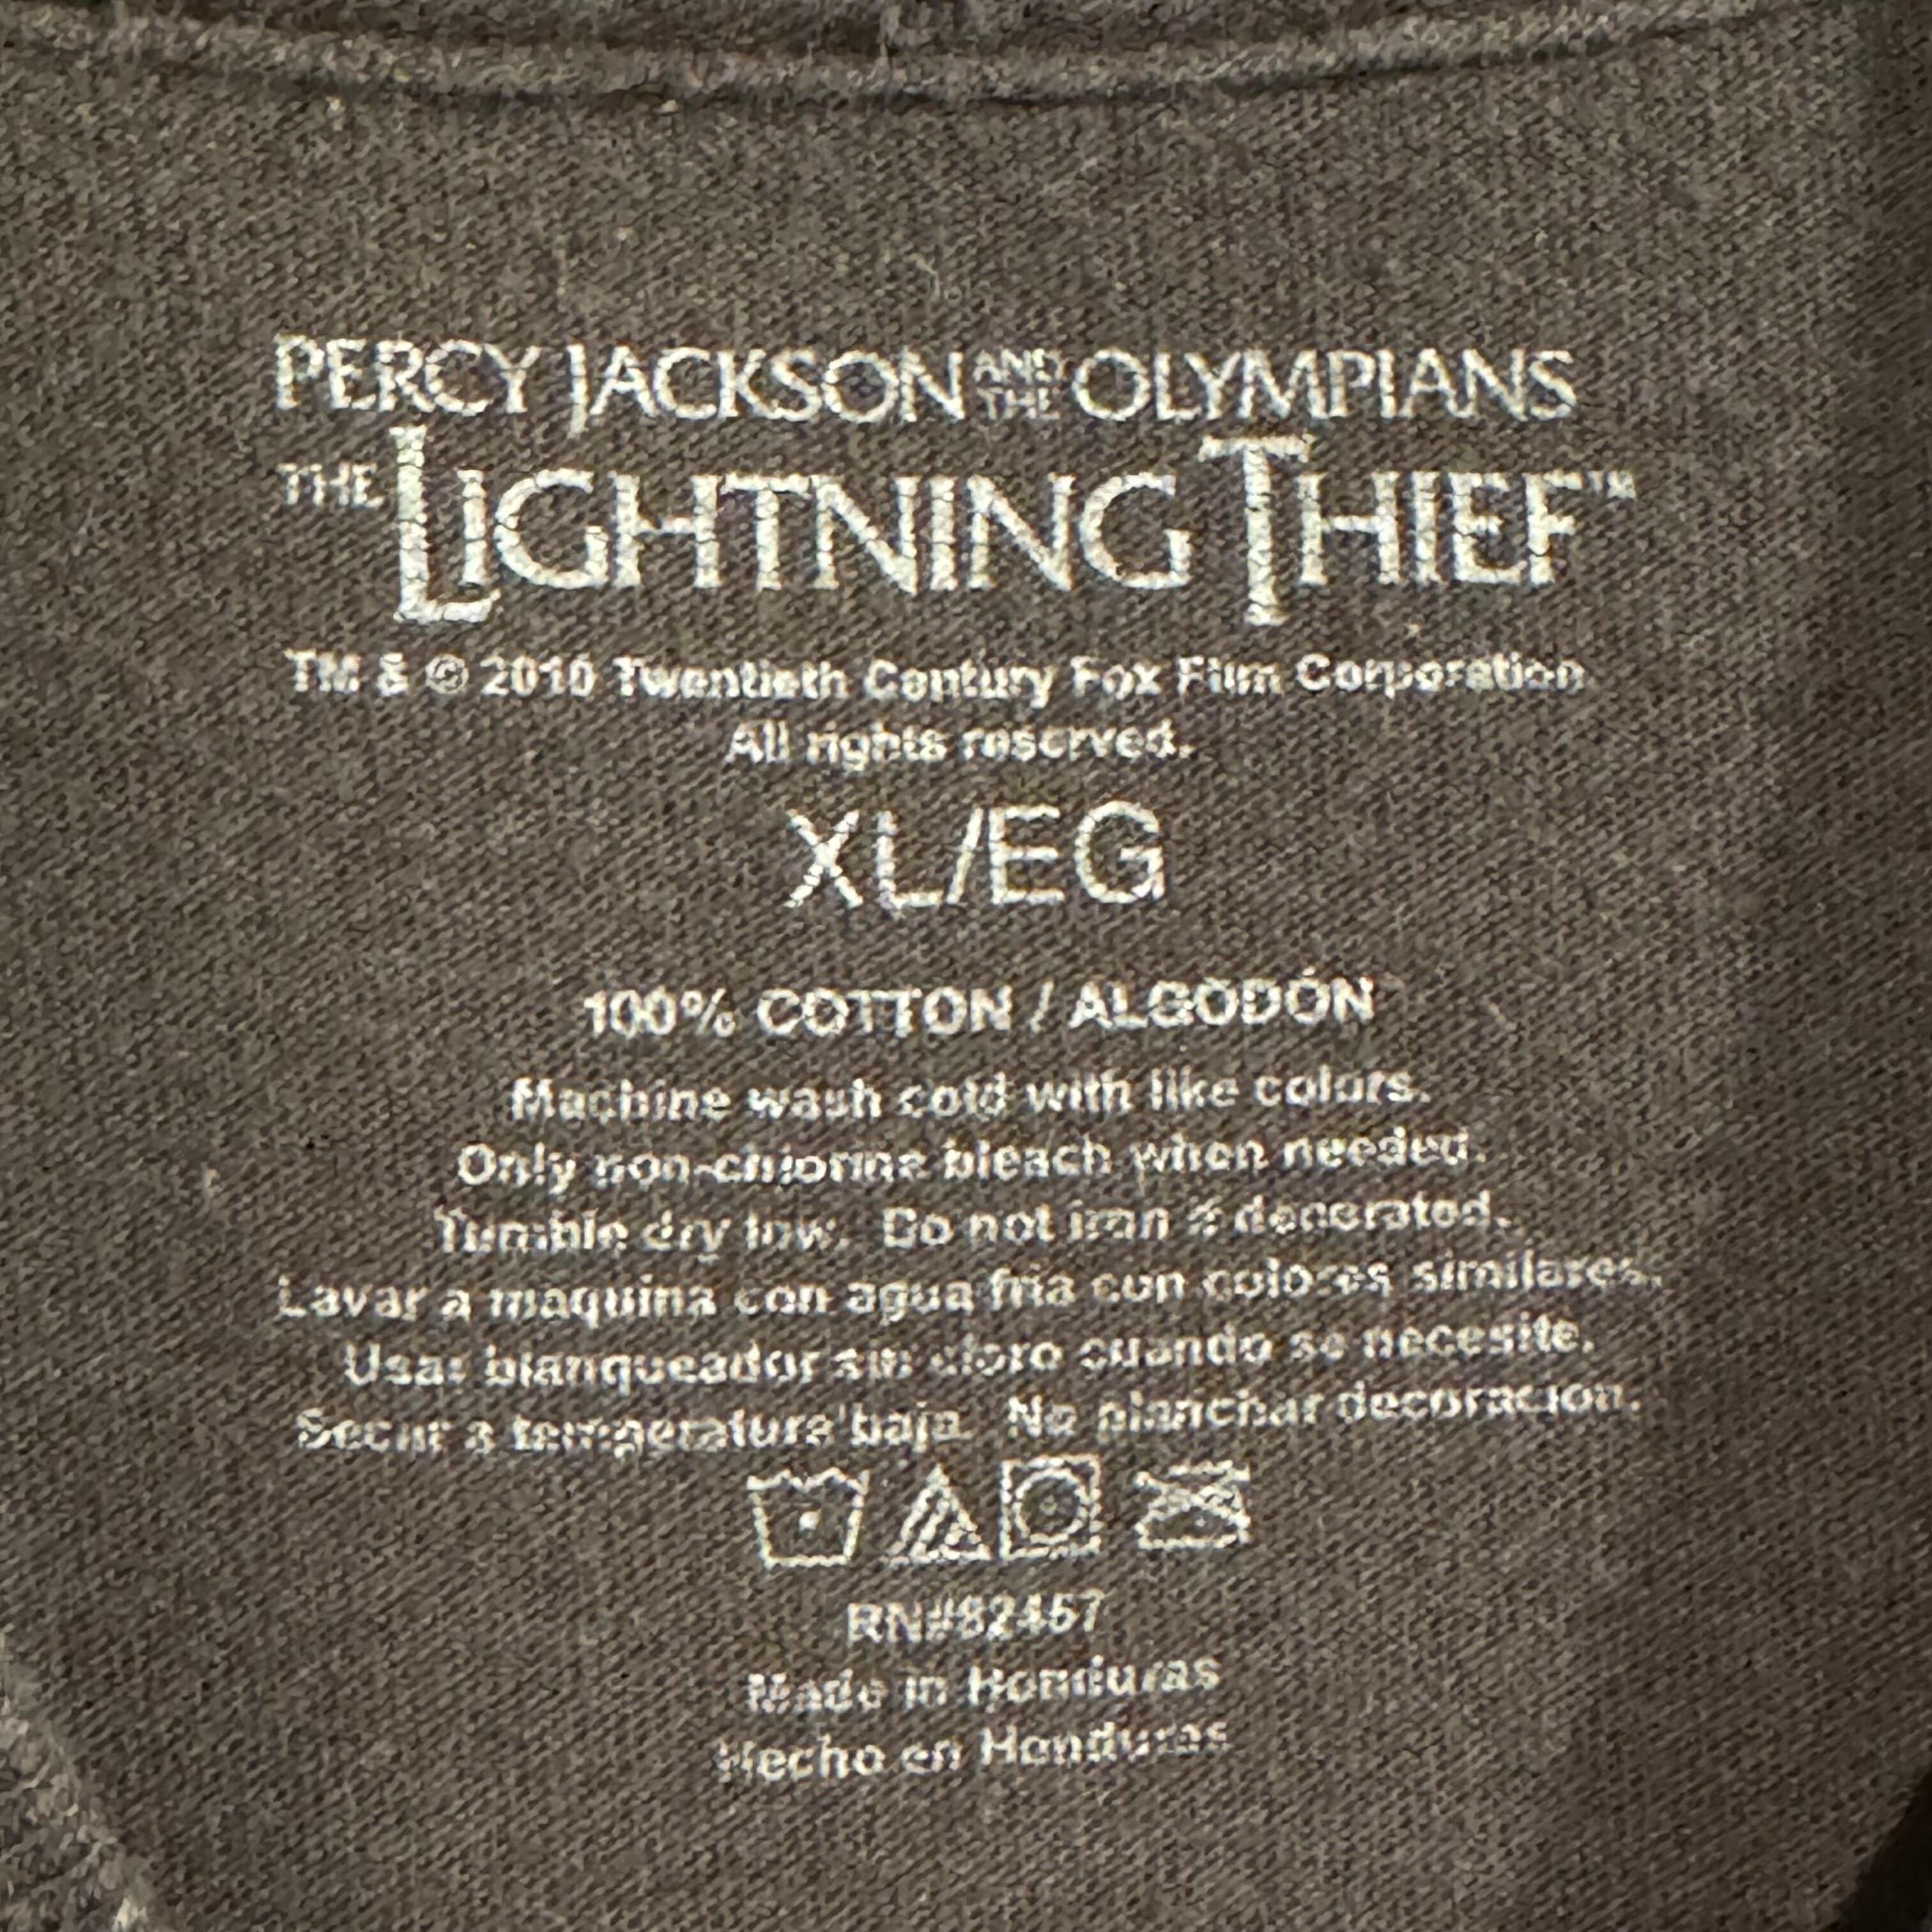 PERCY JACKSON AND THE OLYMPIANS
THE LIGHTNING THIEF™
TM & © 2010 Twentieth Century Fox Film Corporation
All rights reserved.
XL/EG
100% COTTON / ALGODÓN
Machine wash cold with like colors.
Only non-chlorine bleach when needed.
Tumble dry low. Do not iron if decorated.
Lavar a maquina con agua fria con colores similares.
Usar blanqueador sin cloro cuando se necesite.
Secar a temperatura baja. No planchar decoracion.
RN#82457
Made in Honduras
Hecho en Honduras